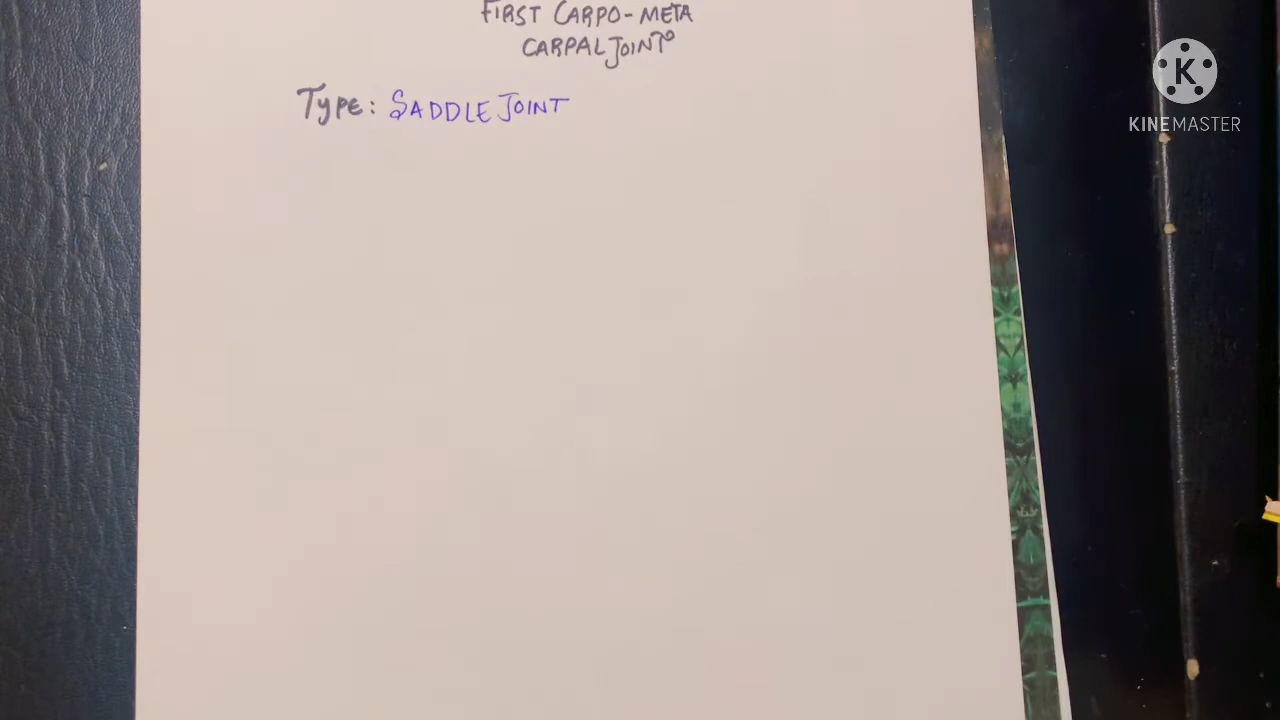 FIRST CARPO-META
CARPAL JOINT
TYPE: SADDLE JOINT
K
KINEMASTER